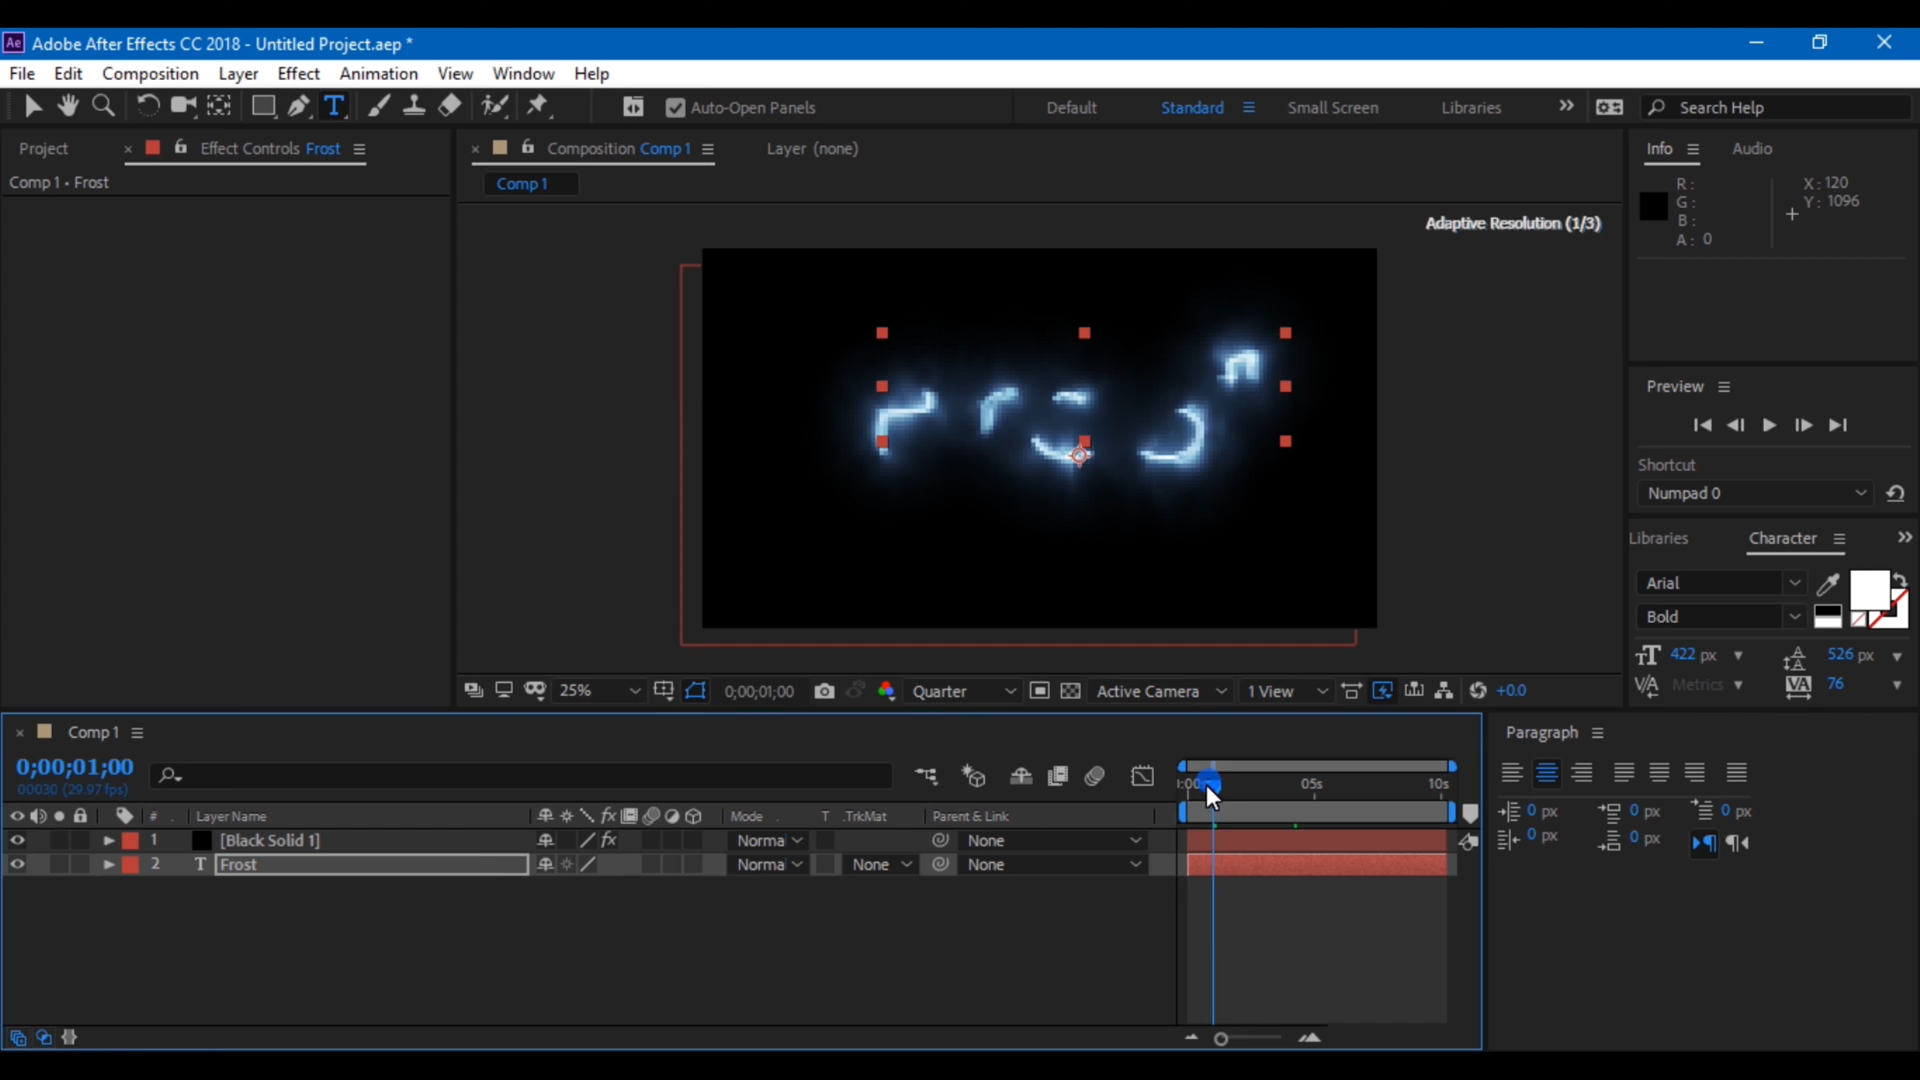 Ae Adobe After Effects CC 2018 - Untitled Project.aep *
File Edit Composition Layer Effect Animation View Window Help
Auto-Open Panels Default Standard Small Screen Libraries Search Help
Project Effect Controls Frost Composition Comp 1 Layer (none) Info Audio
Comp 1 • Frost
Comp 1
R:
G:
B:
A: 0
X: 120
Y: 1096
Adaptive Resolution (1/3)
Preview
Shortcut
Numpad 0
Libraries Character
Arial
Bold
422 px 526 px
Metrics 76
25% 0;00;01;00 Quarter Active Camera 1 View +0.0
Comp 1
0;00;01;00
00030 (29.97 fps)
05s 10s
# Layer Name Mode T .TrkMat Parent & Link
1 [Black Solid 1] Norma None
2 T Frost Norma None None
Paragraph
0 px 0 px 0 px
0 px 0 px